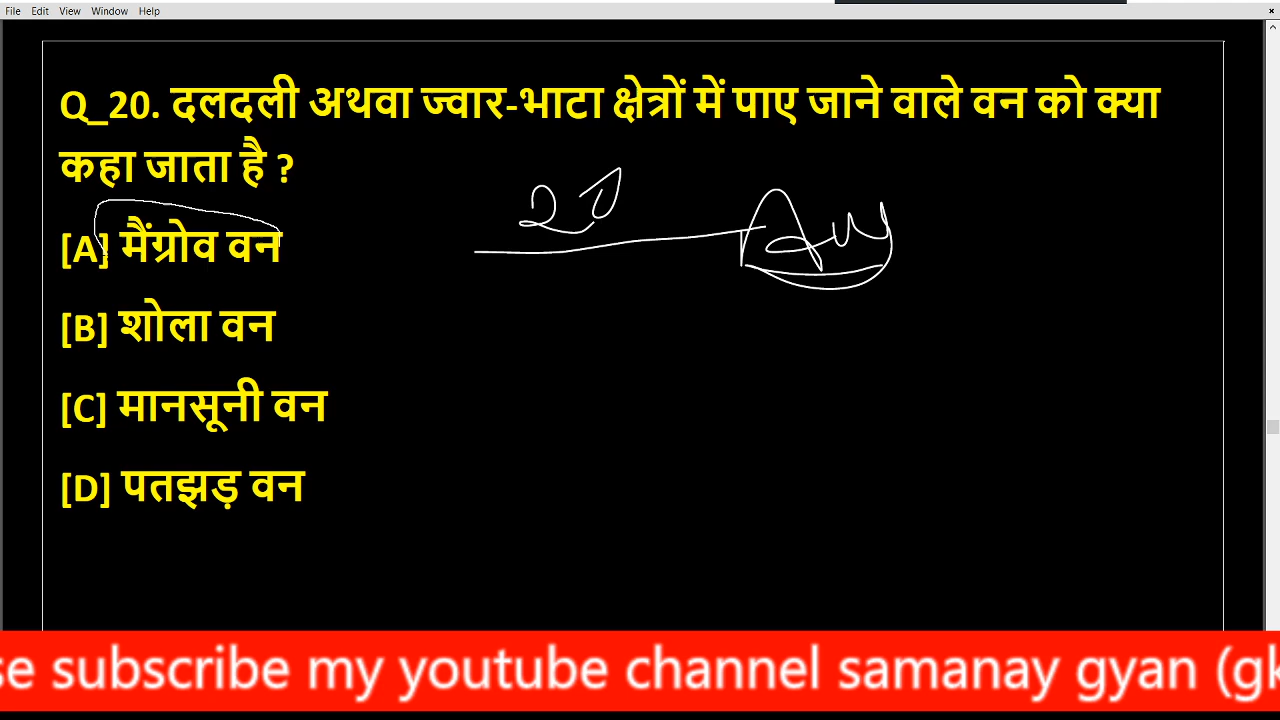 File Edit View Window Help
Q_20. दलदली अथवा ज्वार-भाटा क्षेत्रों में पाए जाने वाले वन को क्या
कहा जाता है ?
[A] मैंग्रोव वन
[B] शोला वन
[C] मानसूनी वन
[D] पतझड़ वन
se subscribe my youtube channel samanay gyan (gk